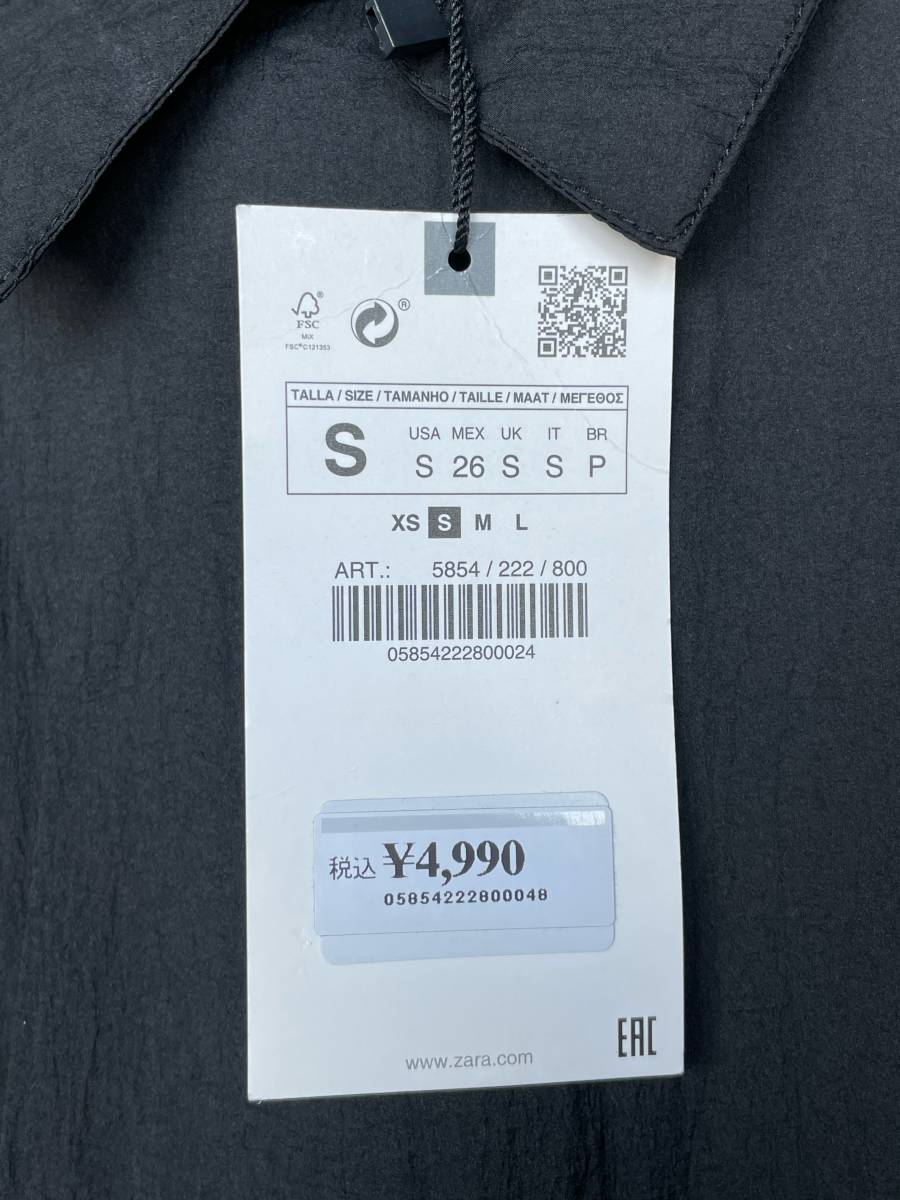 ®
FSC
MIX
FSC® C121353
®
TALLA / SIZE / TAMANHO / TAILLE / MAAT / ΜΕΓΕΘΟΣ
S
USA MEX UK IT BR
S 26 S S P
XS S M L
ART.: 5854 / 222 / 800
05854222800024
税込 ¥4,990
05854222800048
www.zara.com
EAC